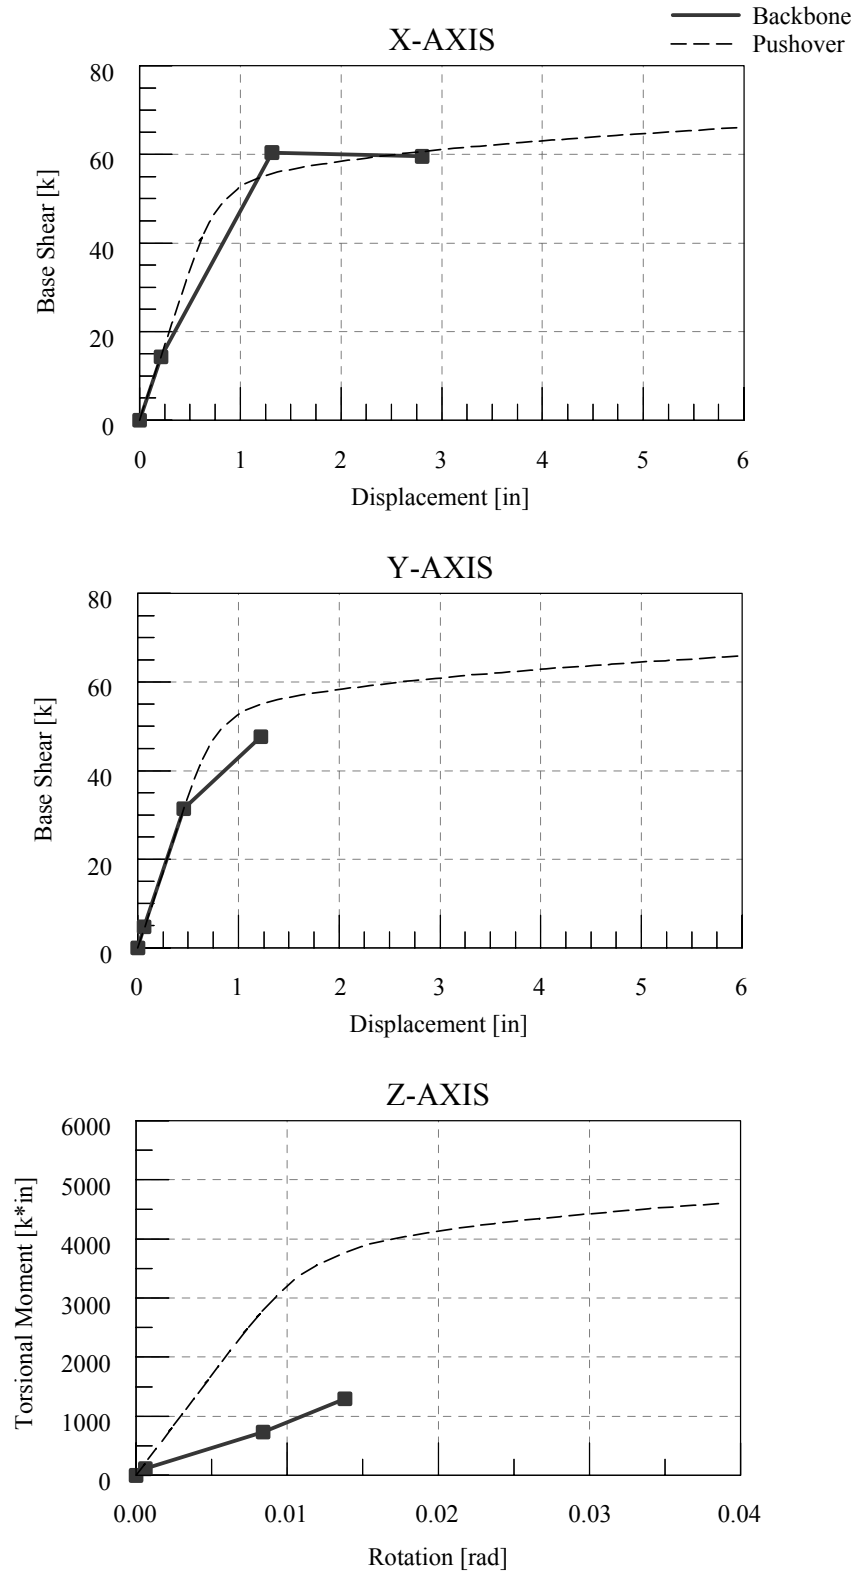 Backbone
Pushover
X-AXIS
80
60
40
20
0
Base Shear [k]
0 1 2 3 4 5 6
Displacement [in]
Y-AXIS
80
60
40
20
0
Base Shear [k]
0 1 2 3 4 5 6
Displacement [in]
Z-AXIS
6000
5000
4000
3000
2000
1000
0
Torsional Moment [k*in]
0.00 0.01 0.02 0.03 0.04
Rotation [rad]